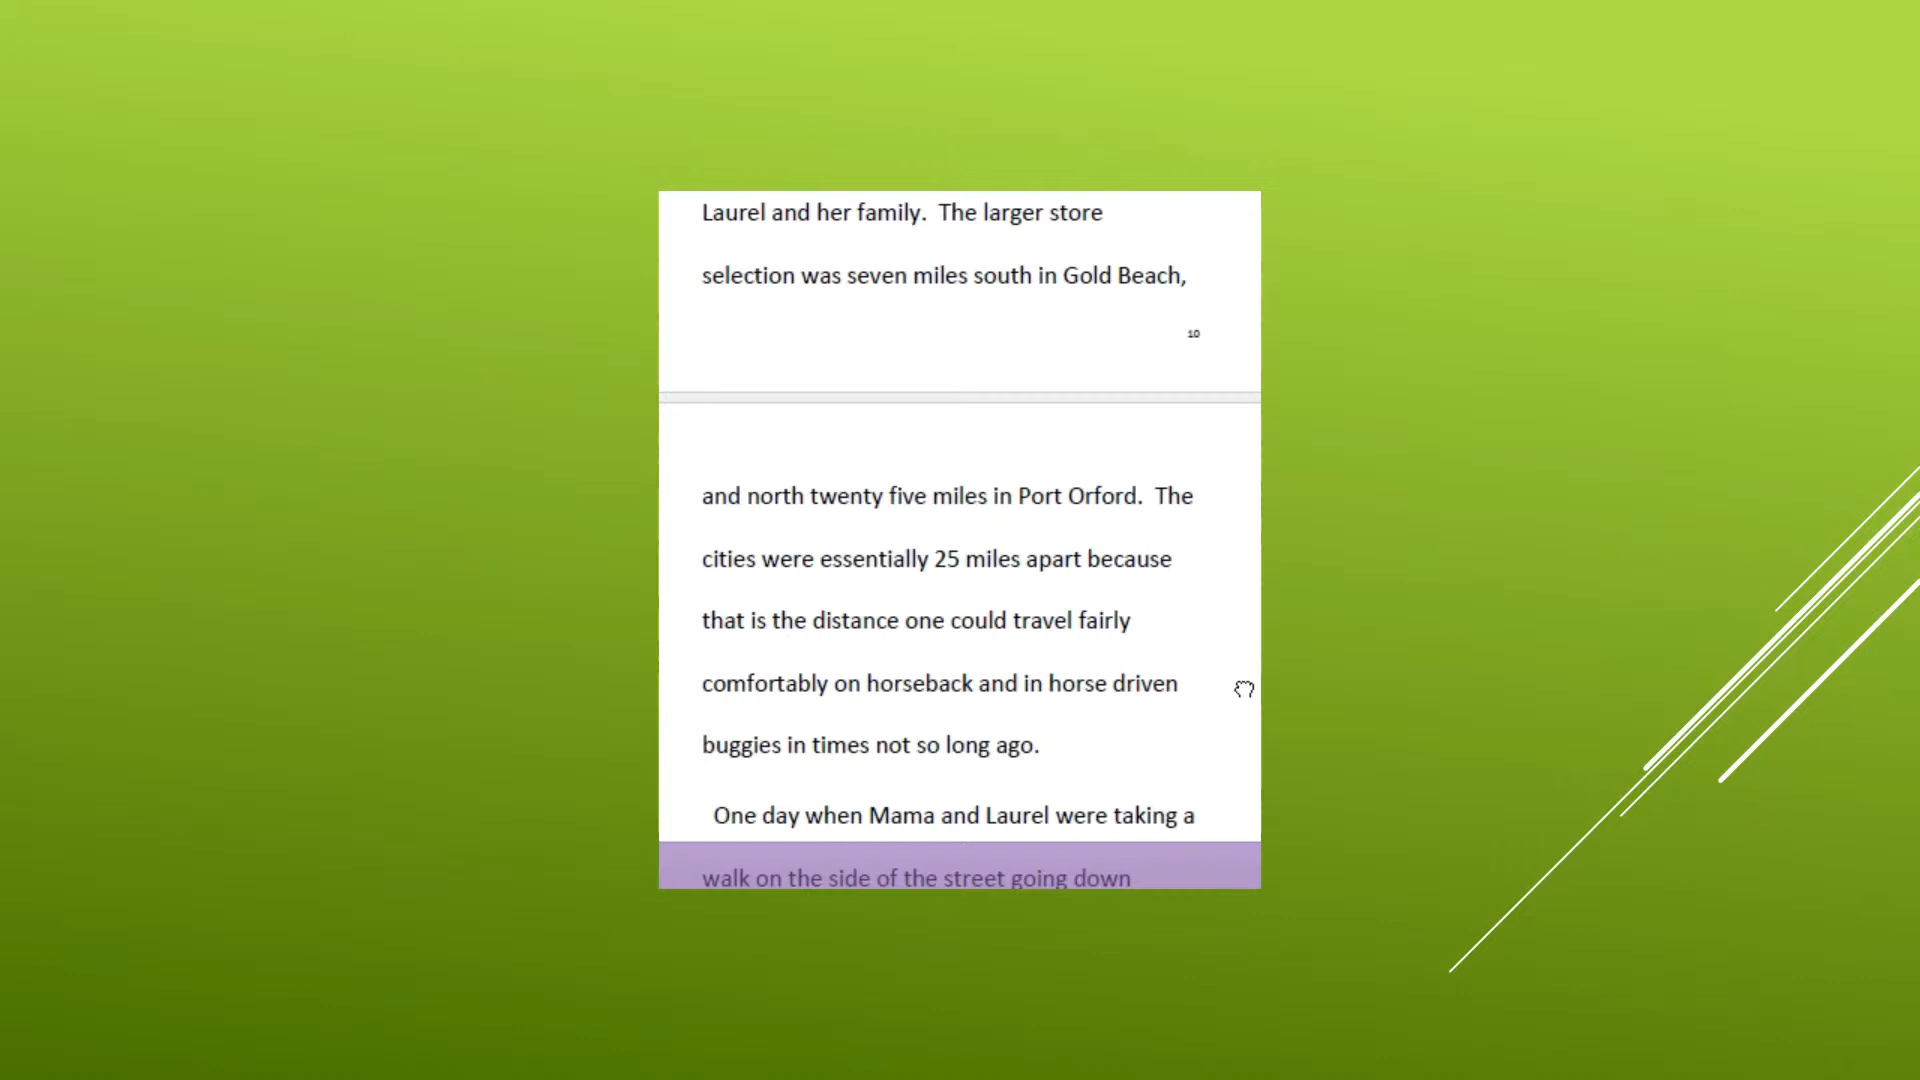 Laurel and her family.  The larger store
selection was seven miles south in Gold Beach,
10
and north twenty five miles in Port Orford.  The
cities were essentially 25 miles apart because
that is the distance one could travel fairly
comfortably on horseback and in horse driven
buggies in times not so long ago.
One day when Mama and Laurel were taking a
walk on the side of the street going down